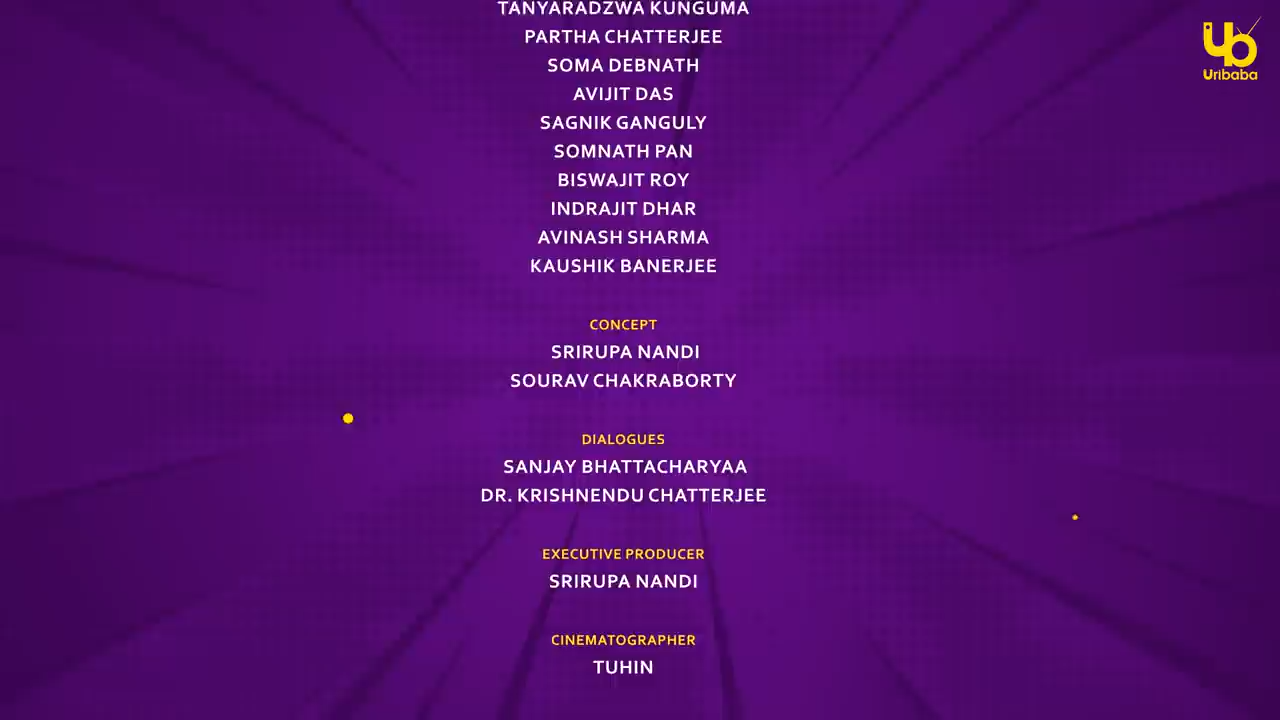 TANYARADZWA KUNGUMA
PARTHA CHATTERJEE
SOMA DEBNATH
AVIJIT DAS
SAGNIK GANGULY
SOMNATH PAN
BISWAJIT ROY
INDRAJIT DHAR
AVINASH SHARMA
KAUSHIK BANERJEE
CONCEPT
SRIRUPA NANDI
SOURAV CHAKRABORTY
DIALOGUES
SANJAY BHATTACHARYAA
DR. KRISHNENDU CHATTERJEE
EXECUTIVE PRODUCER
SRIRUPA NANDI
CINEMATOGRAPHER
TUHIN
Ub
Uribaba